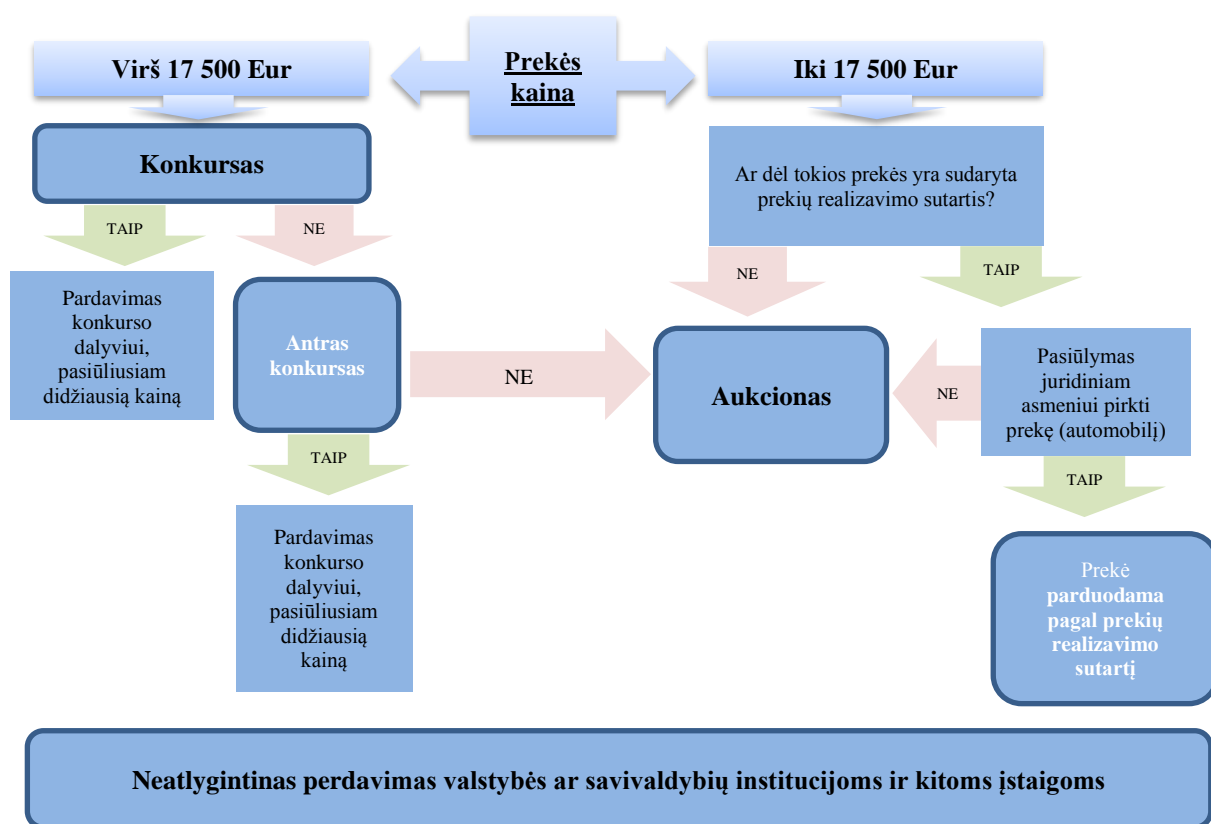 Virš 17 500 Eur
Prekės
kaina
Iki 17 500 Eur
Konkursas
Ar dėl tokios prekės yra sudaryta
prekių realizavimo sutartis?
TAIP
NE
NE
TAIP
Pardavimas
konkurso
dalyviui,
pasiūliusiam
didžiausią kainą
Antras
konkursas
NE
Aukcionas
NE
Pasiūlymas
juridiniam
asmeniui pirkti
prekę (automobilį)
TAIP
TAIP
Pardavimas
konkurso
dalyviui,
pasiūliusiam
didžiausią
kainą
Prekė
parduodama
pagal prekių
realizavimo
sutartį
Neatlygintinas perdavimas valstybės ar savivaldybių institucijoms ir kitoms įstaigoms